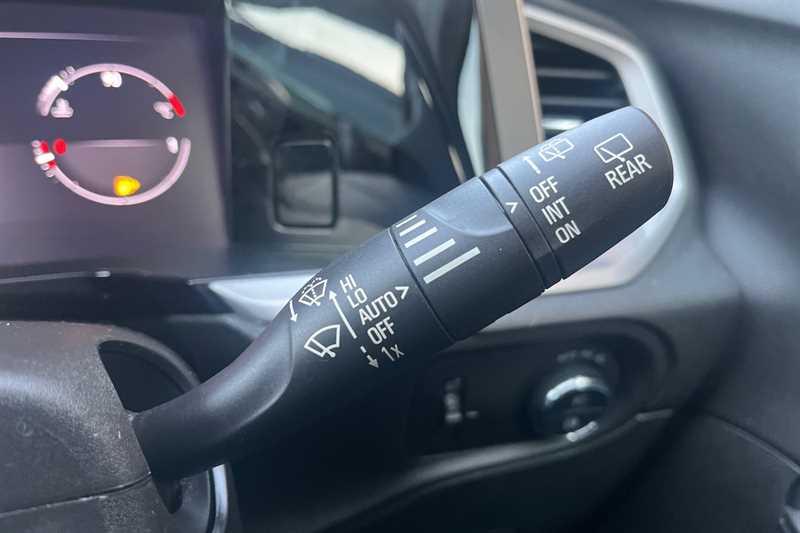 HI
LO
AUTO >
OFF
1x
>
OFF
INT
ON
REAR